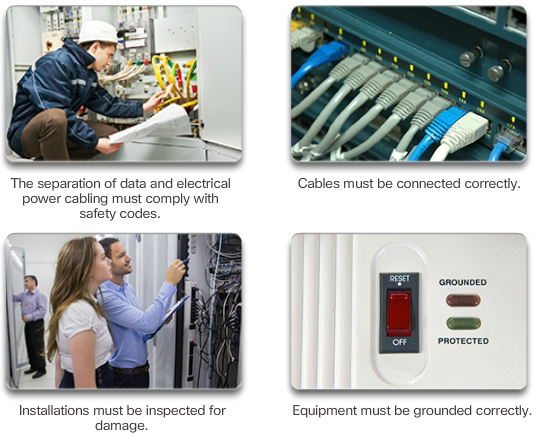 The separation of data and electrical
power cabling must comply with
safety codes.
Cables must be connected correctly.
RESET
OFF
GROUNDED
PROTECTED
Installations must be inspected for
damage.
Equipment must be grounded correctly.